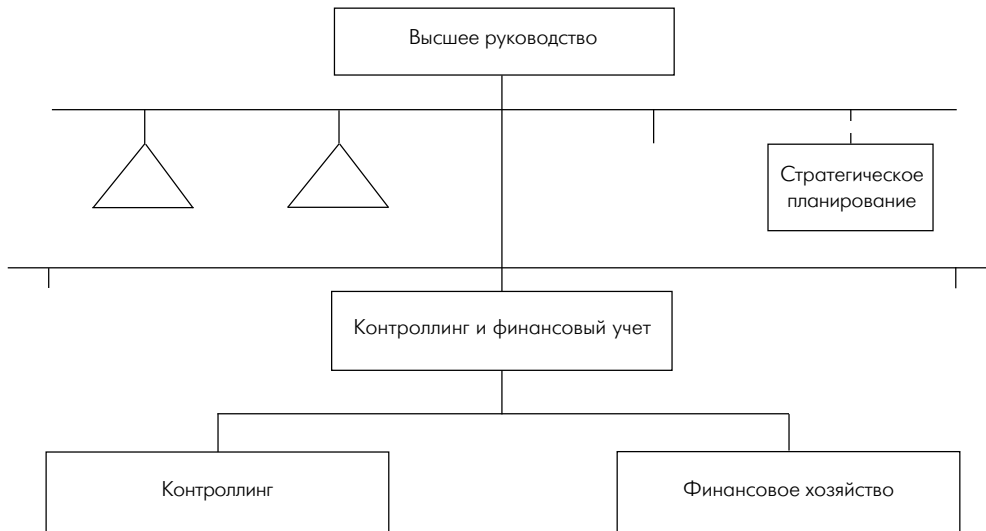 Высшее руководство
Стратегическое
планирование
Контроллинг и финансовый учет
Контроллинг
Финансовое хозяйство